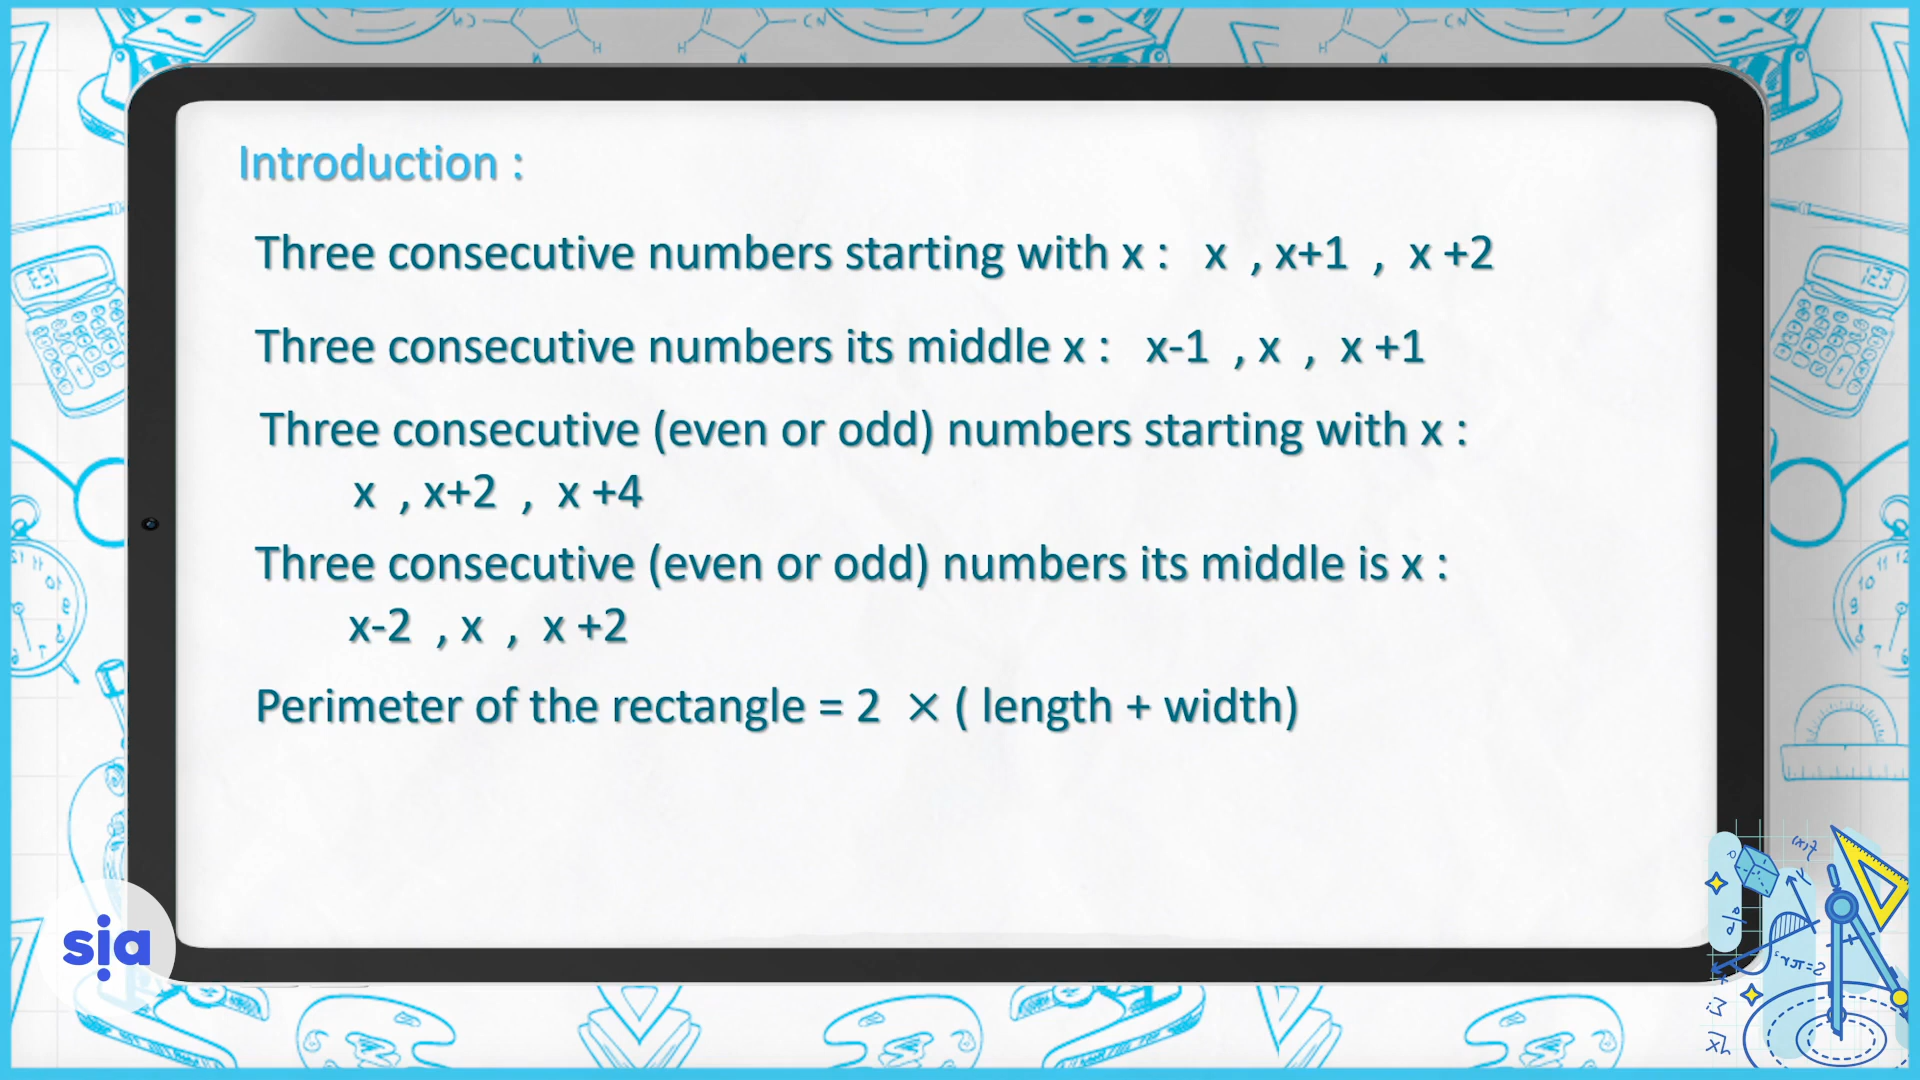 Introduction :
Three consecutive numbers starting with x : x , x+1 , x +2
Three consecutive numbers its middle x : x-1 , x , x +1
Three consecutive (even or odd) numbers starting with x :
x , x+2 , x +4
Three consecutive (even or odd) numbers its middle is x :
x-2 , x , x +2
Perimeter of the rectangle = 2 × ( length + width)
sia